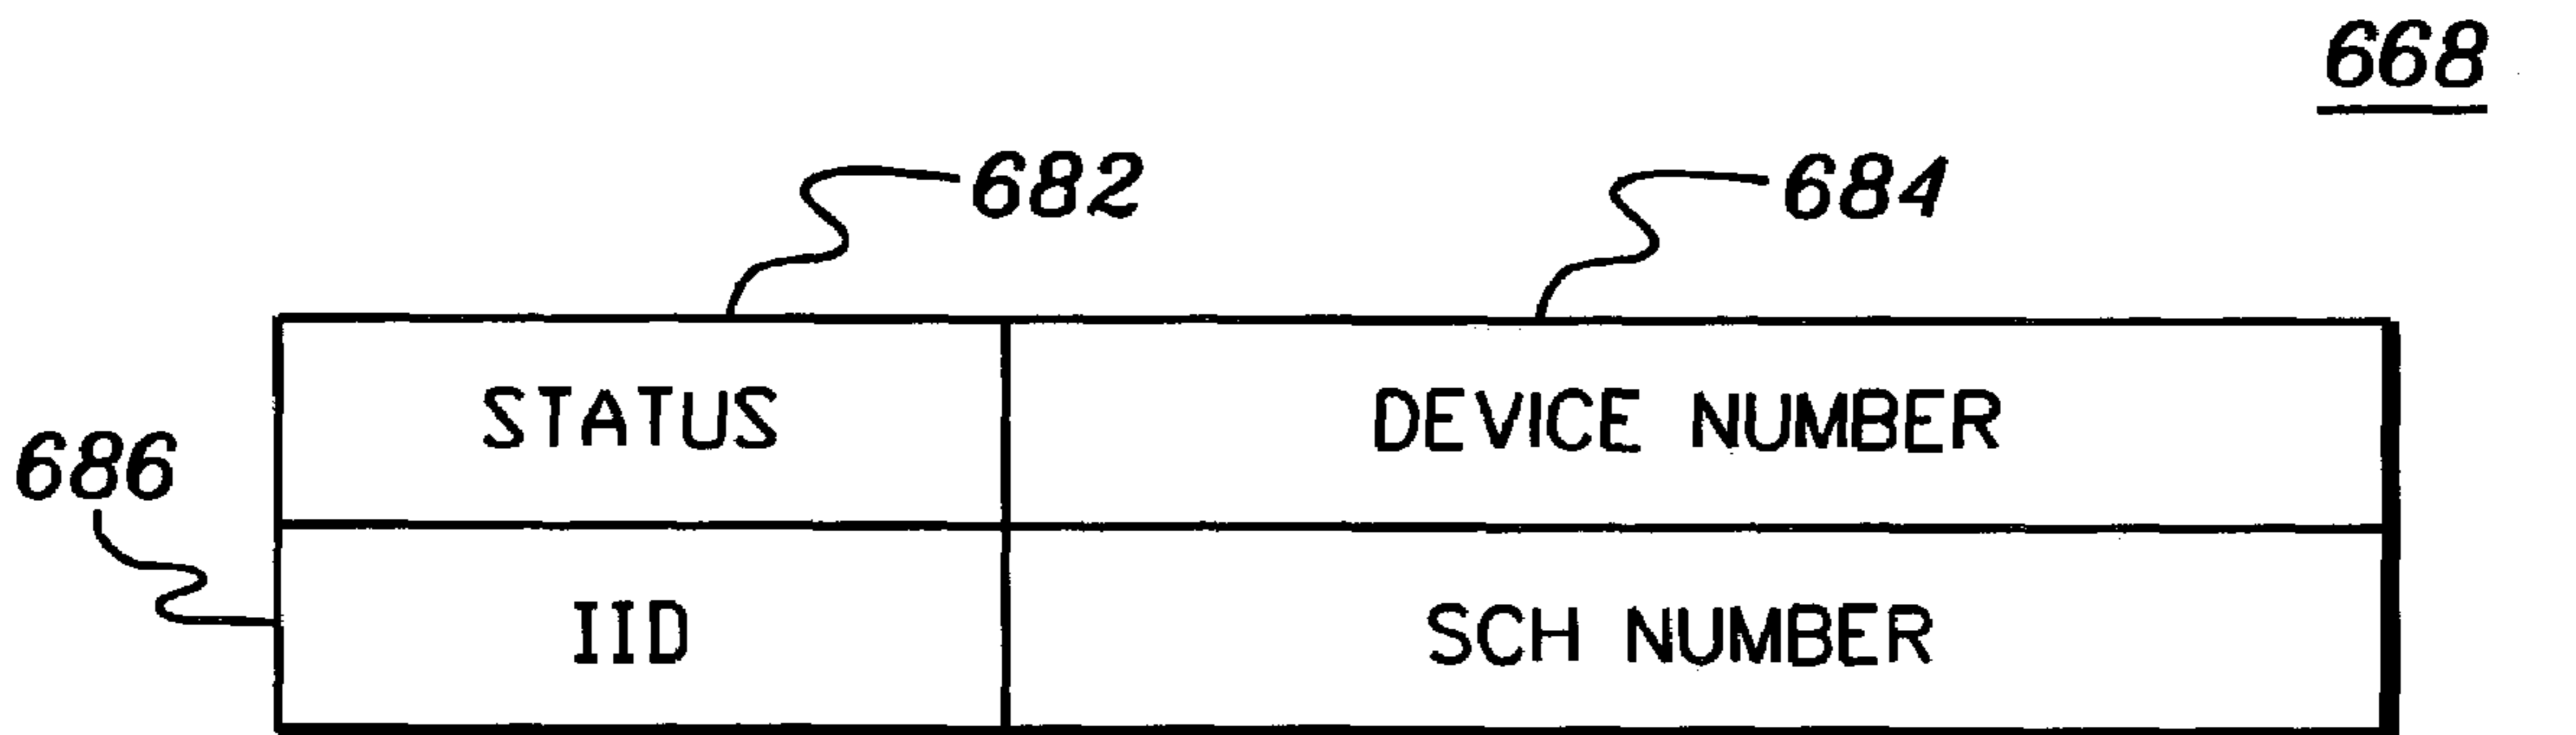 668
682 684
STATUS DEVICE NUMBER
686
IID SCH NUMBER